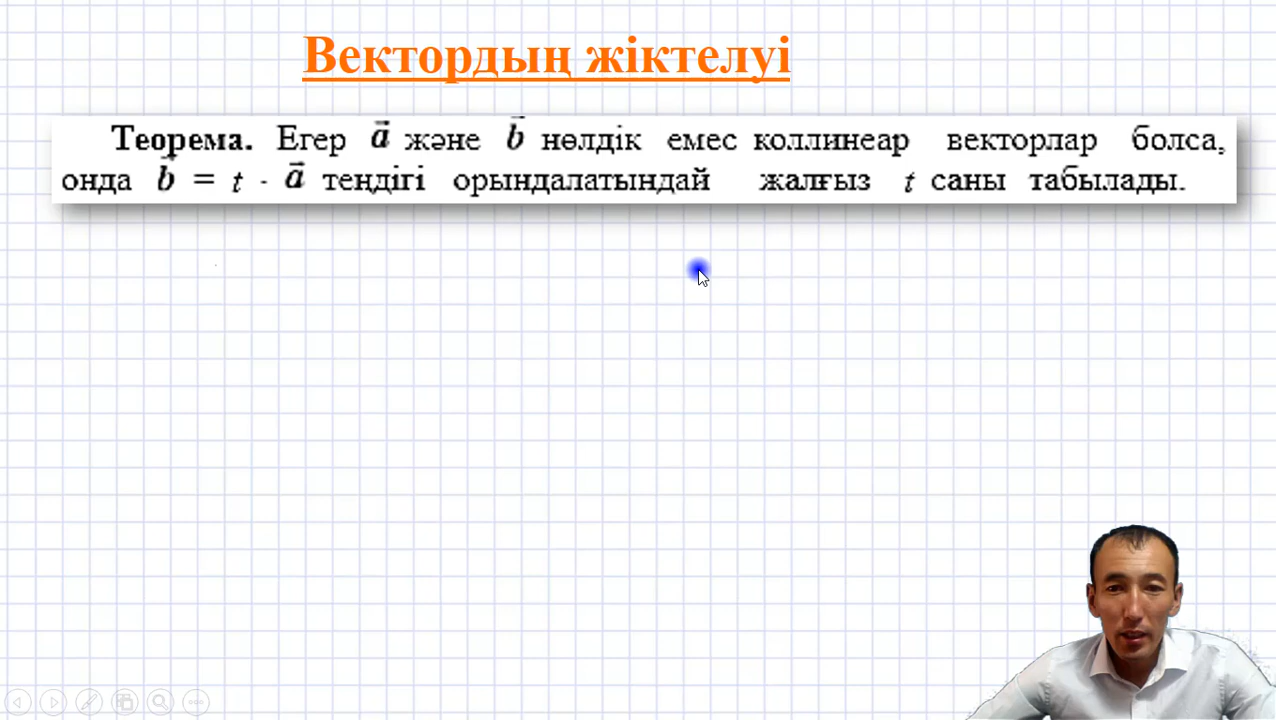 Вектордың жіктелуі
Теорема. Егер a⃗ және b⃗ нөлдік емес коллинеар векторлар болса,
онда b⃗ = t · a⃗ теңдігі орындалатындай жалғыз t саны табылады.